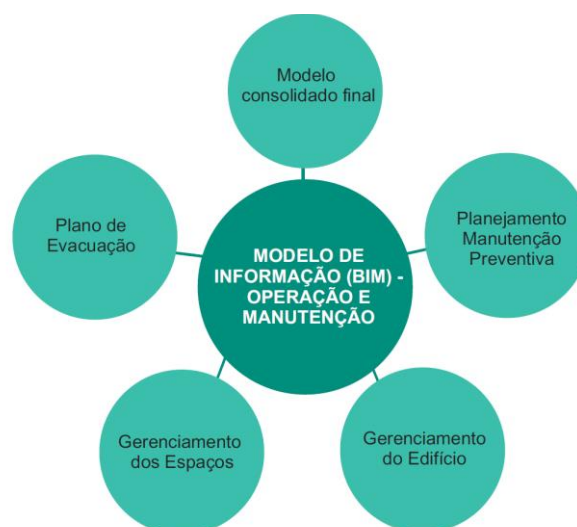 Modelo
consolidado final
Plano de
Evacuação
MODELO DE
INFORMAÇÃO (BIM) -
OPERAÇÃO E
MANUTENÇÃO
Planejamento
Manutenção
Preventiva
Gerenciamento
dos Espaços
Gerenciamento
do Edifício